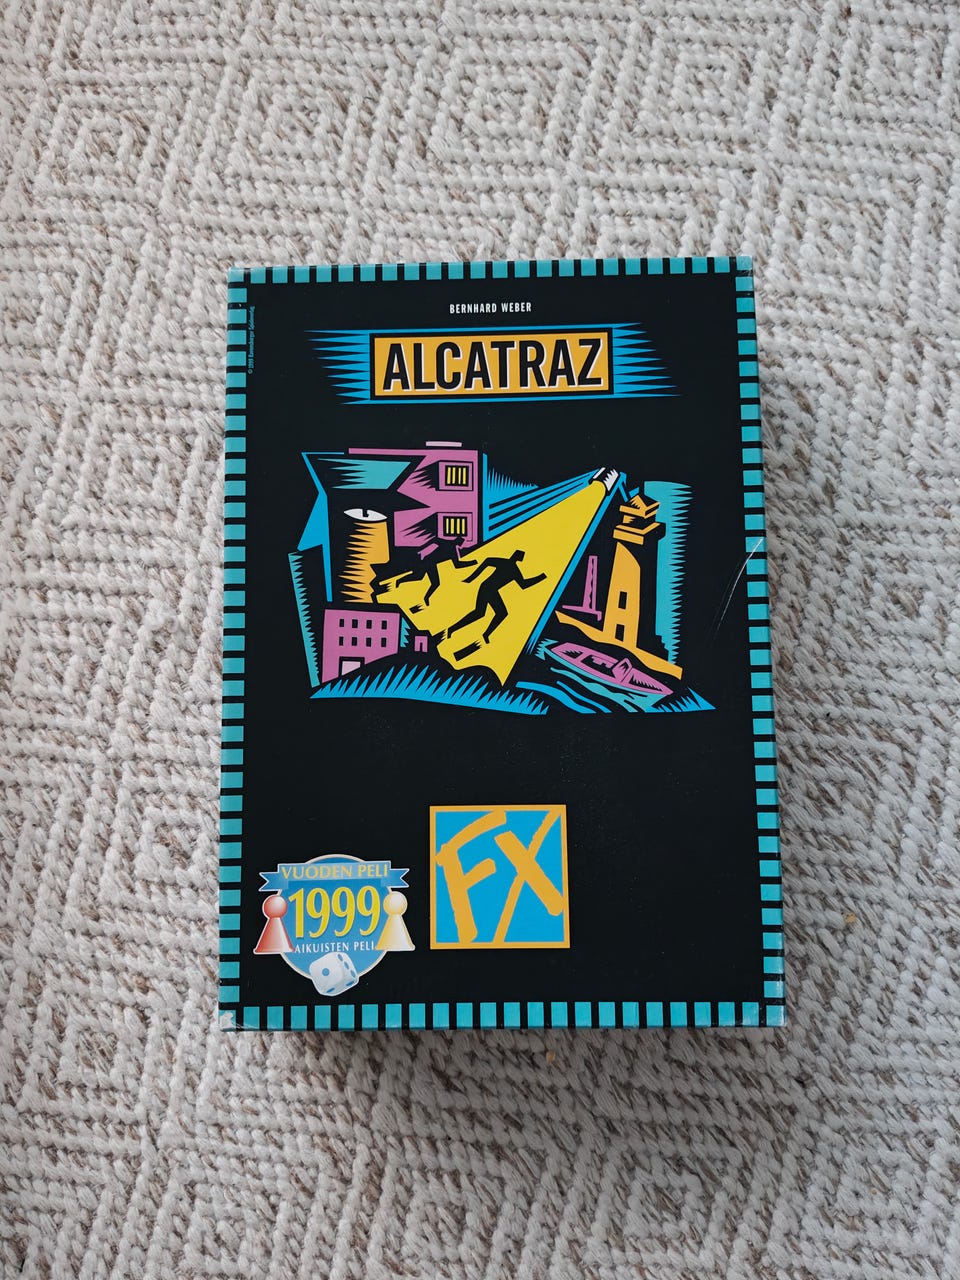 BERNHARD WEBER
ALCATRAZ
FX
VUODEN PELI
1999
AIKUISTEN PELI